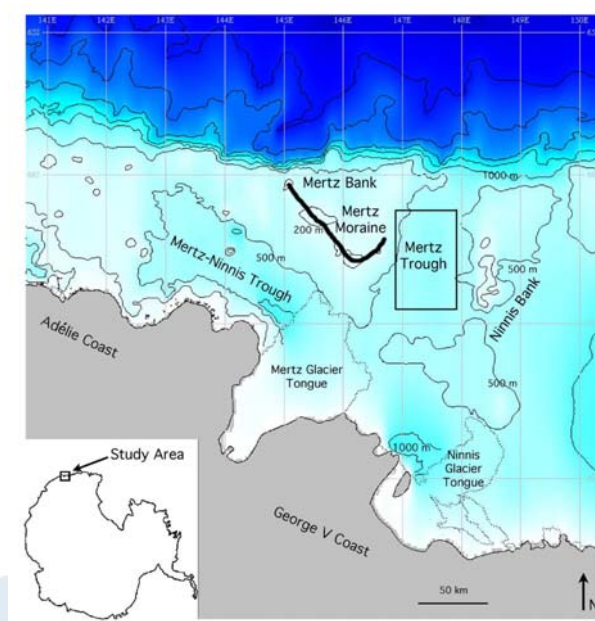 141E 142E 143E 144E 145E 146E 147E 148E 149E 150E
1000 m
Mertz Bank
200 m
Mertz
Moraine
Mertz-Ninnis Trough
500 m
Mertz
Trough
500 m
Ninnis Bank
Adélie Coast
Mertz Glacier
Tongue
500 m
1000 m
Ninnis
Glacier
Tongue
Study Area
George V Coast
50 km
N